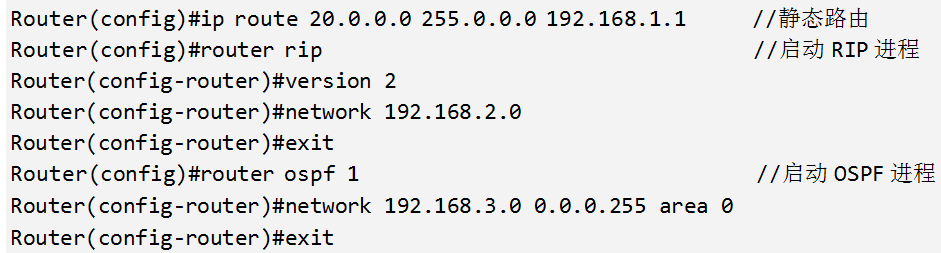 Router(config)#ip route 20.0.0.0 255.0.0.0 192.168.1.1 //静态路由
Router(config)#router rip //启动 RIP 进程
Router(config-router)#version 2
Router(config-router)#network 192.168.2.0
Router(config-router)#exit
Router(config)#router ospf 1 //启动 OSPF 进程
Router(config-router)#network 192.168.3.0 0.0.0.255 area 0
Router(config-router)#exit